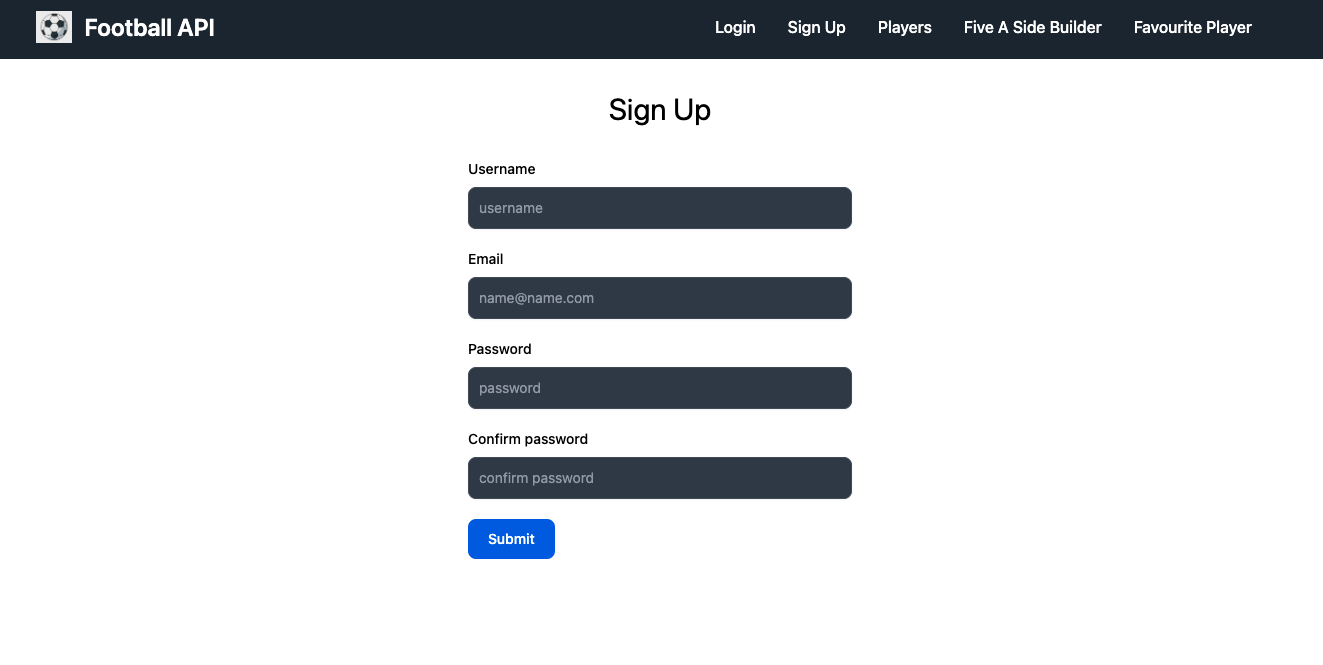 Football API
Login Sign Up Players Five A Side Builder Favourite Player
Sign Up
Username
username
Email
name@name.com
Password
password
Confirm password
confirm password
Submit